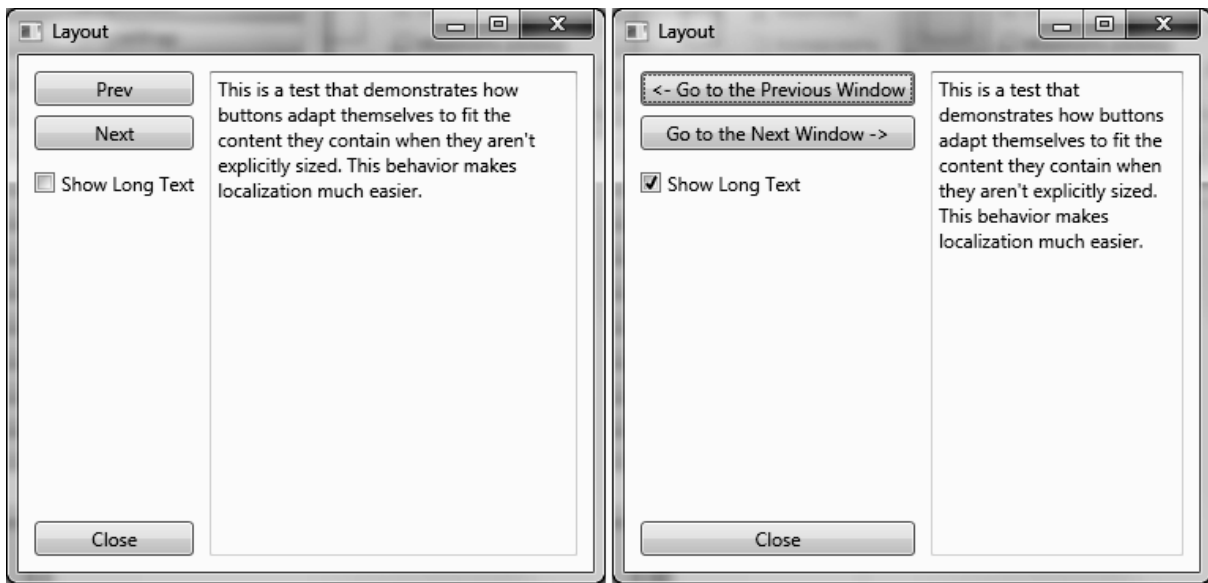 Layout
Prev
Next
Show Long Text
Close
This is a test that demonstrates how
buttons adapt themselves to fit the
content they contain when they aren't
explicitly sized. This behavior makes
localization much easier.
Layout
<- Go to the Previous Window
Go to the Next Window ->
Show Long Text
Close
This is a test that
demonstrates how buttons
adapt themselves to fit the
content they contain when
they aren't explicitly sized.
This behavior makes
localization much easier.